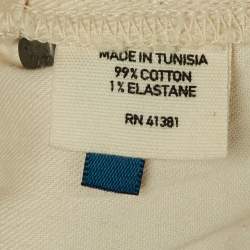 MADE IN TUNISIA
99% COTTON
1% ELASTANE
RN 41381